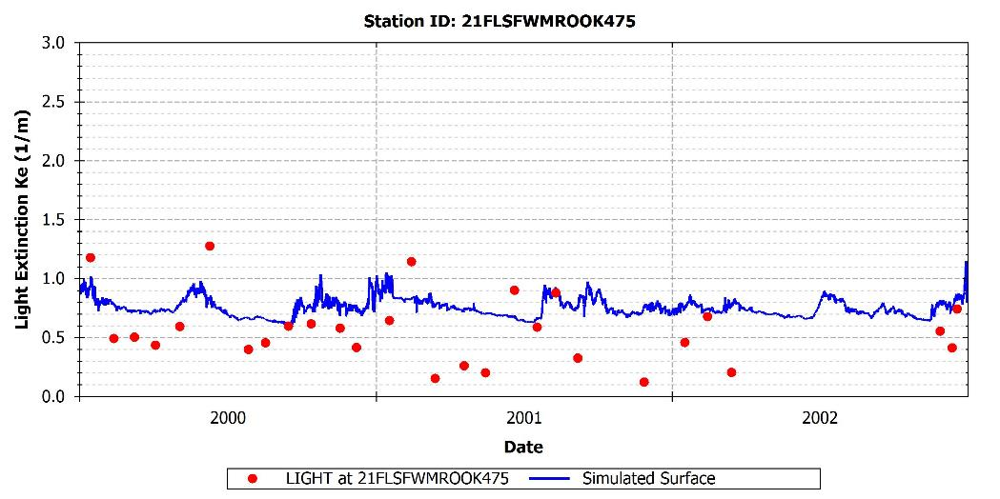 Station ID: 21FLSFWMROOK475
3.0
2.5
2.0
1.5
1.0
0.5
0.0
Light Extinction Ke (1/m)
2000 2001 2002
Date
LIGHT at 21FLSFWMROOK475 Simulated Surface